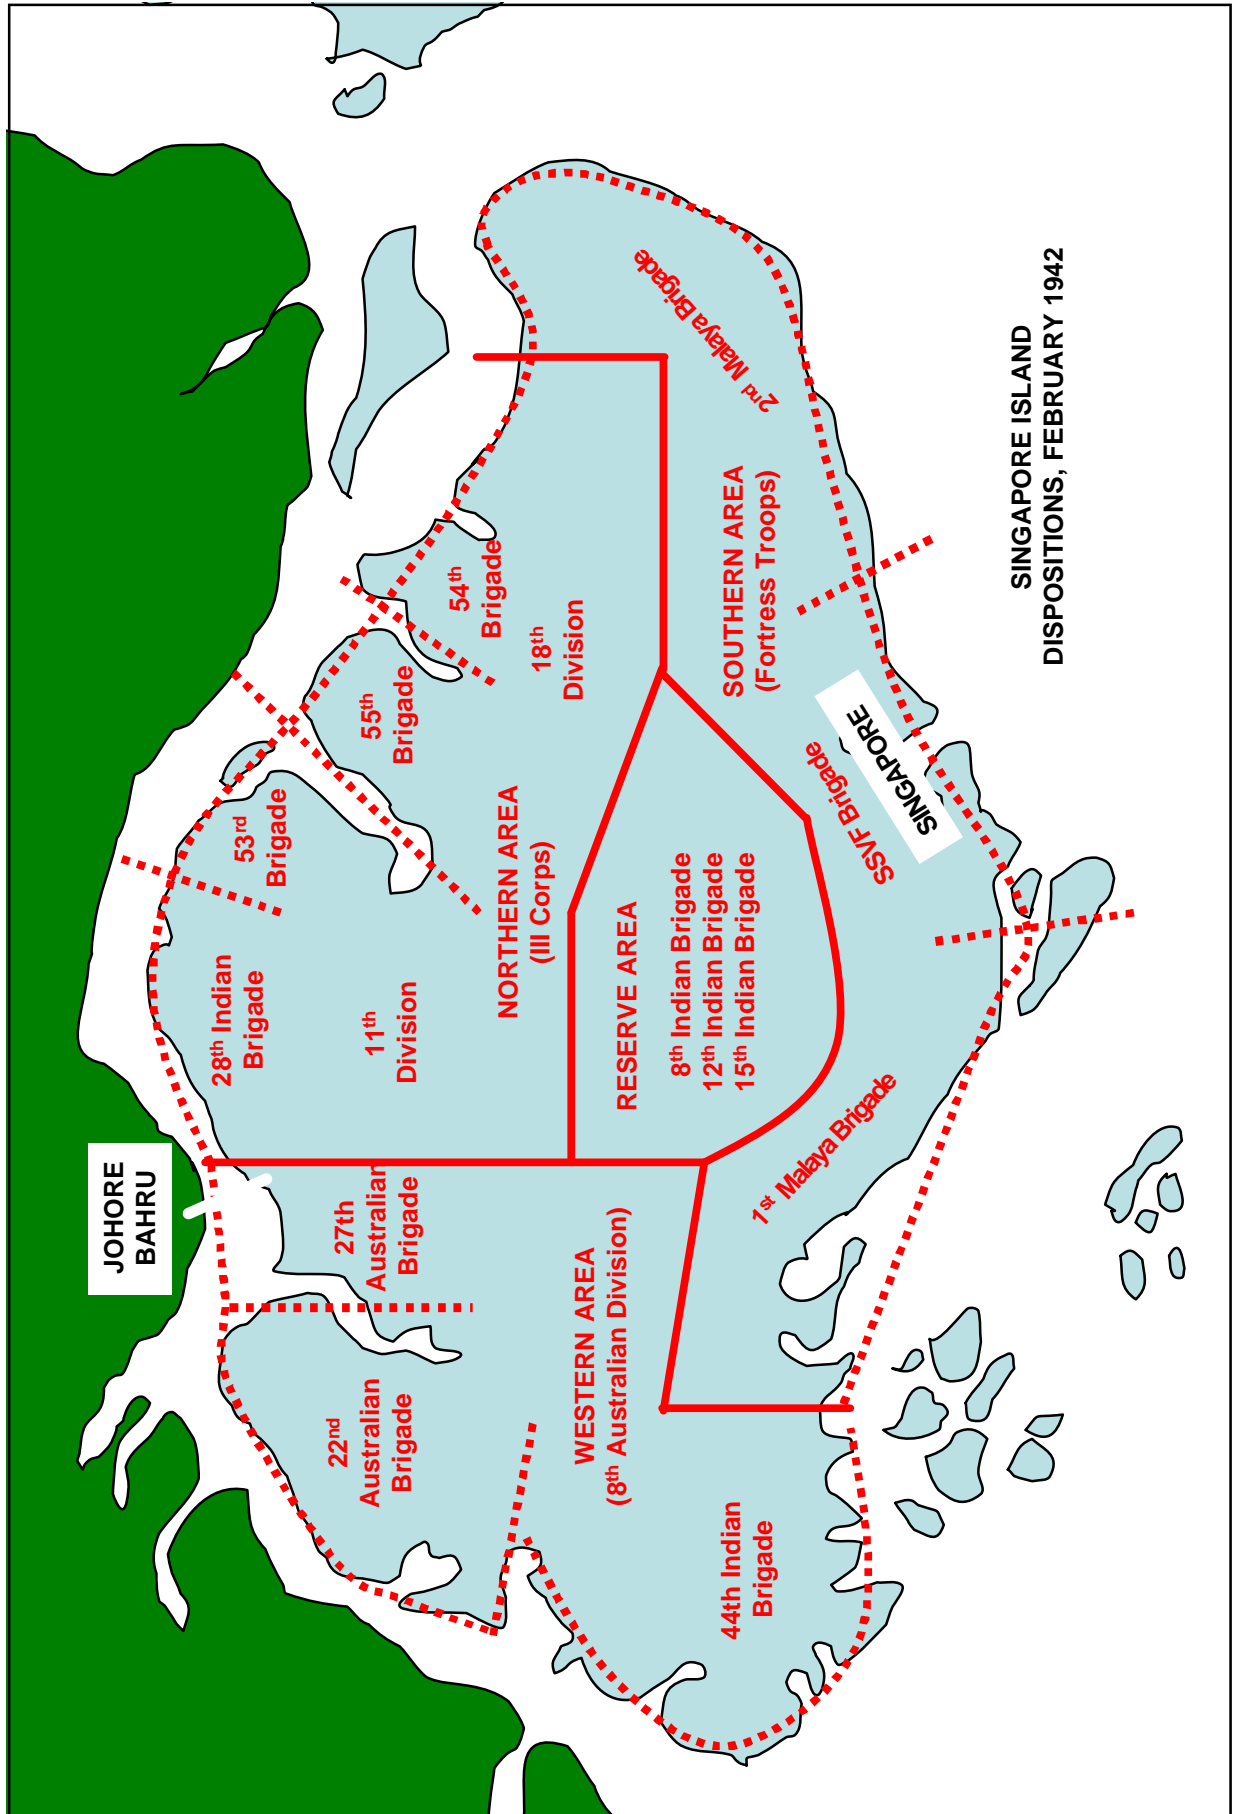 JOHORE
BAHRU
28th Indian
Brigade
53rd
Brigade
55th
Brigade
54th
Brigade
11th
Division
18th
Division
NORTHERN AREA
(III Corps)
27th
Australian
Brigade
22nd
Australian
Brigade
WESTERN AREA
(8th Australian Division)
44th Indian
Brigade
RESERVE AREA
8th Indian Brigade
12th Indian Brigade
15th Indian Brigade
2nd Malaya Brigade
SOUTHERN AREA
(Fortress Troops)
1st Malaya Brigade
SSVF Brigade
SINGAPORE
SINGAPORE ISLAND
DISPOSITIONS, FEBRUARY 1942